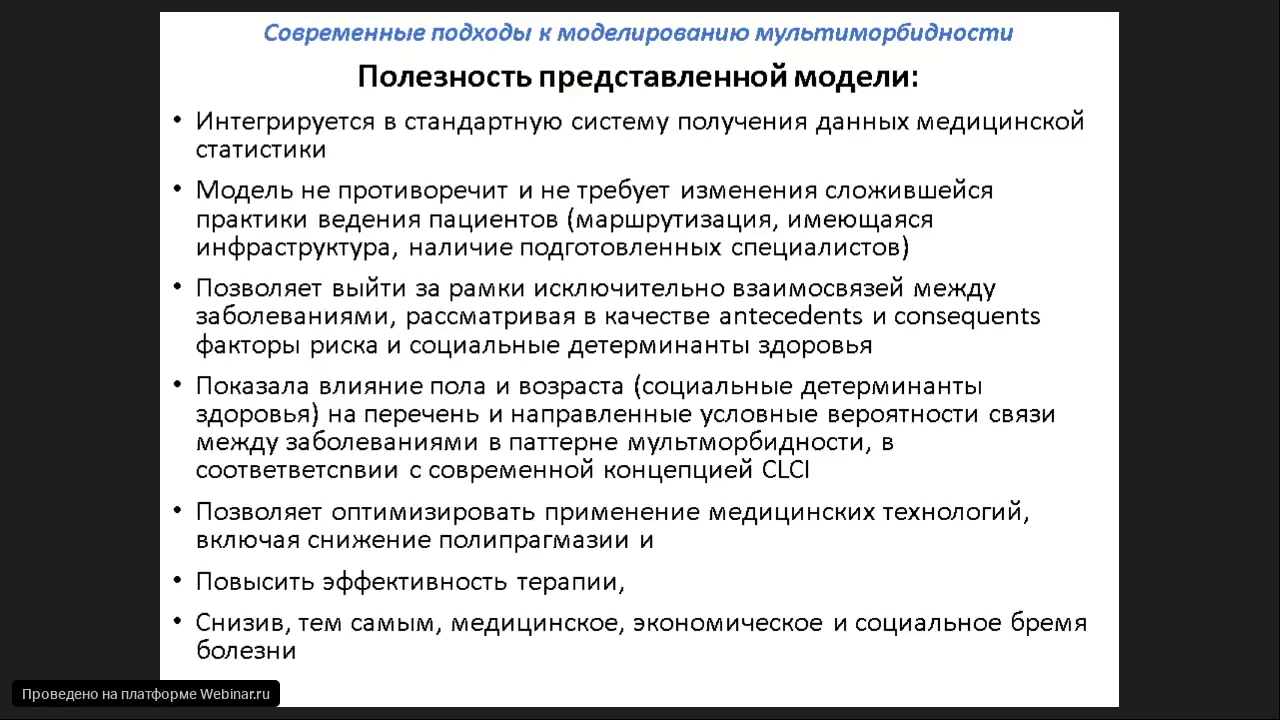 Современные подходы к моделированию мультиморбидности
Полезность представленной модели:
• Интегрируется в стандартную систему получения данных медицинской
статистики
• Модель не противоречит и не требует изменения сложившейся
практики ведения пациентов (маршрутизация, имеющаяся
инфраструктура, наличие подготовленных специалистов)
• Позволяет выйти за рамки исключительно взаимосвязей между
заболеваниями, рассматривая в качестве antecedents и consequents
факторы риска и социальные детерминанты здоровья
• Показала влияние пола и возраста (социальные детерминанты
здоровья) на перечень и направленные условные вероятности связи
между заболеваниями в паттерне мультморбидности, в
соответветспвии с современной концепцией CLCI
• Позволяет оптимизировать применение медицинских технологий,
включая снижение полипрагмазии и
• Повысить эффективность терапии,
• Снизив, тем самым, медицинское, экономическое и социальное бремя
болезни
Проведено на платформе Webinar.ru